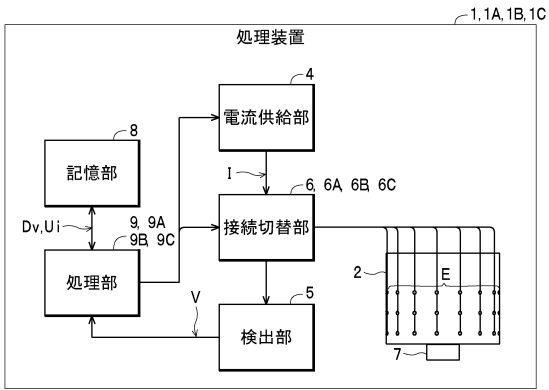 1, 1A, 1B, 1C
処理装置
4
電流供給部
8
記憶部
I
6, 6A, 6B, 6C
接続切替部
Dv,Ui
9, 9A
9B, 9C
処理部
2
E
V
5
検出部
7